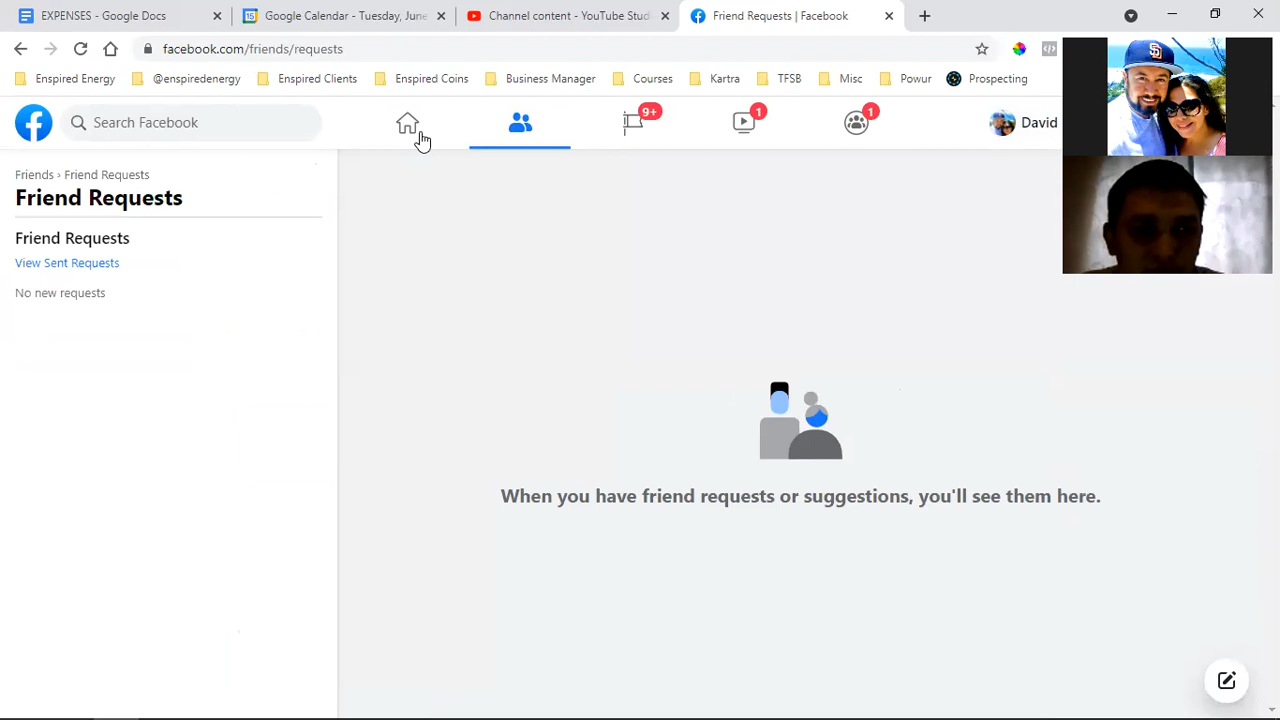 EXPENSES - Google Docs
Google Calendar - Tuesday, June
Channel content - YouTube Stud
Friend Requests | Facebook
facebook.com/friends/requests
Inspired Energy
@enspiredenergy
Inspired Clients
Enspired Coins
Business Manager
Courses
Kartra
TFSB
Misc
Powur
Prospecting
Search Facebook
9+
1
1
David
Friends › Friend Requests
Friend Requests
Friend Requests
View Sent Requests
No new requests
When you have friend requests or suggestions, you'll see them here.